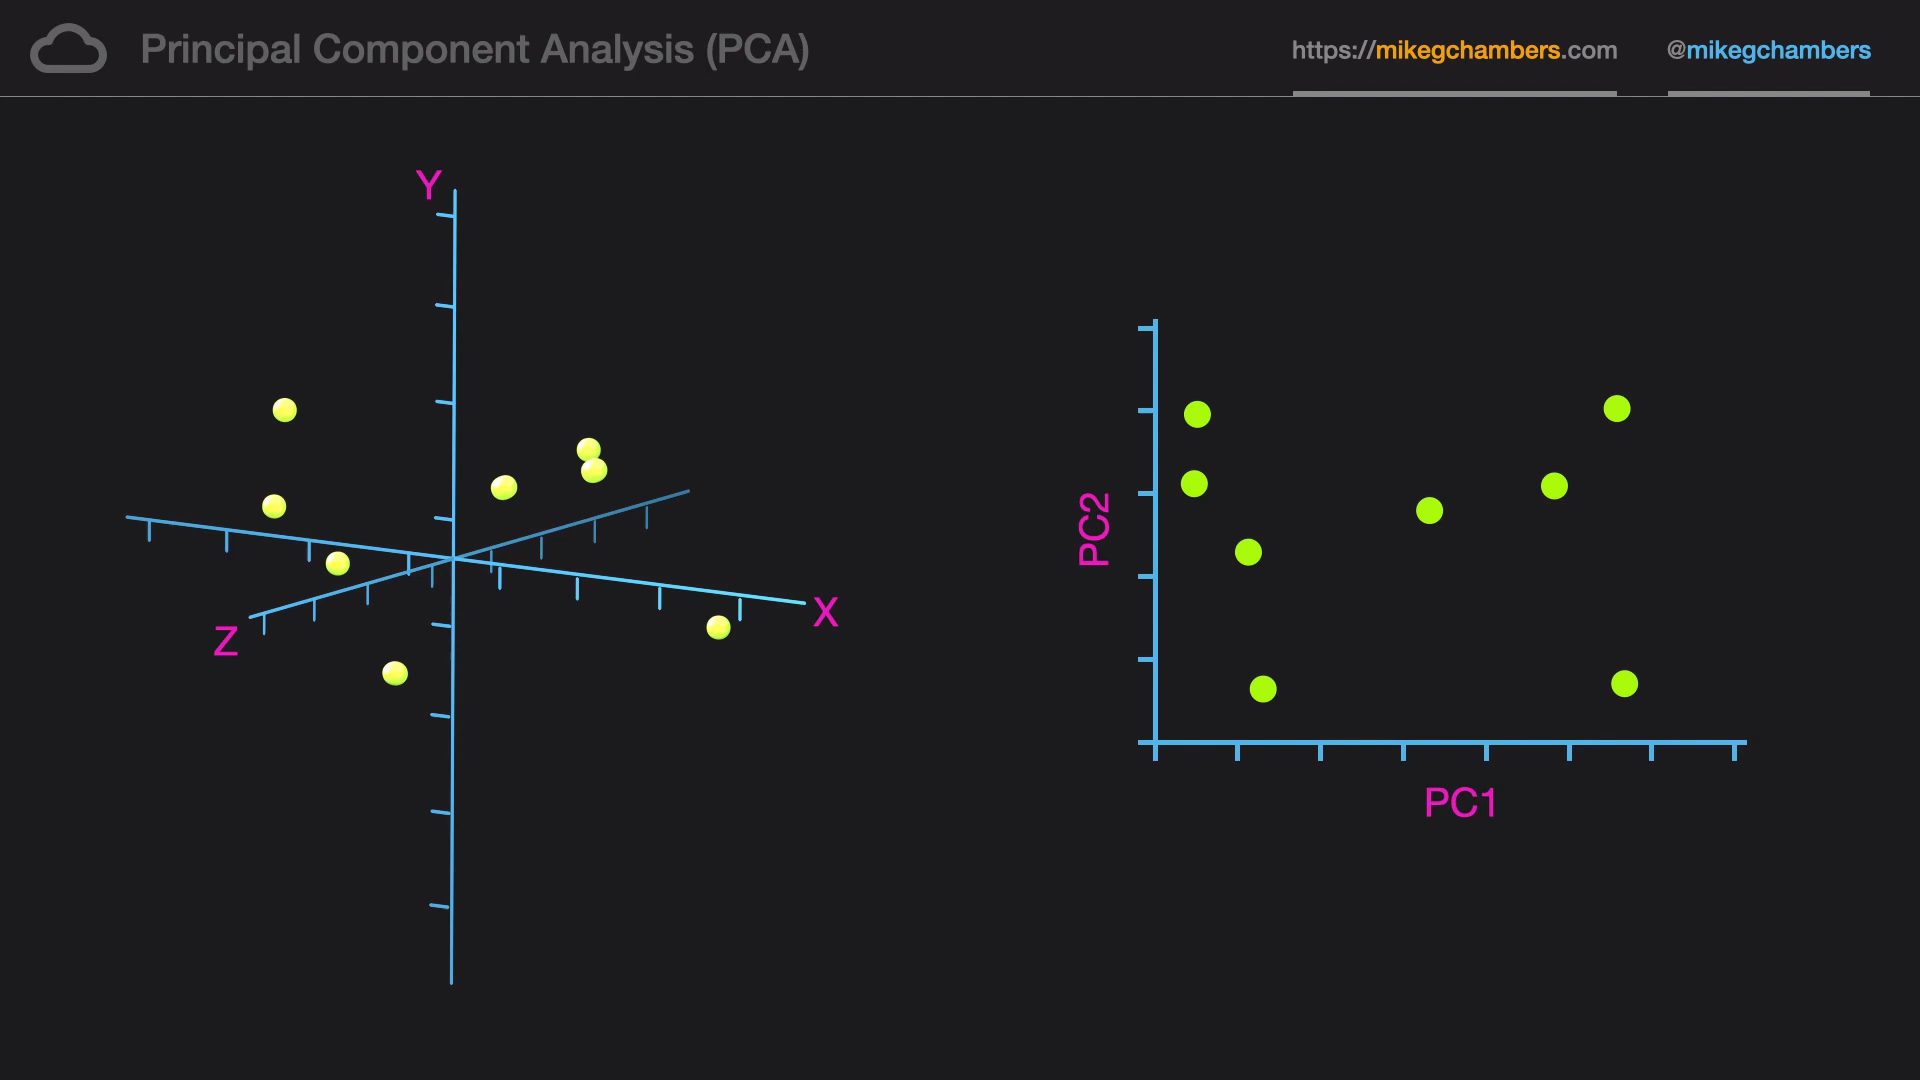 Principal Component Analysis (PCA)
https://mikegchambers.com
@mikegchambers
Y
X
Z
PC2
PC1